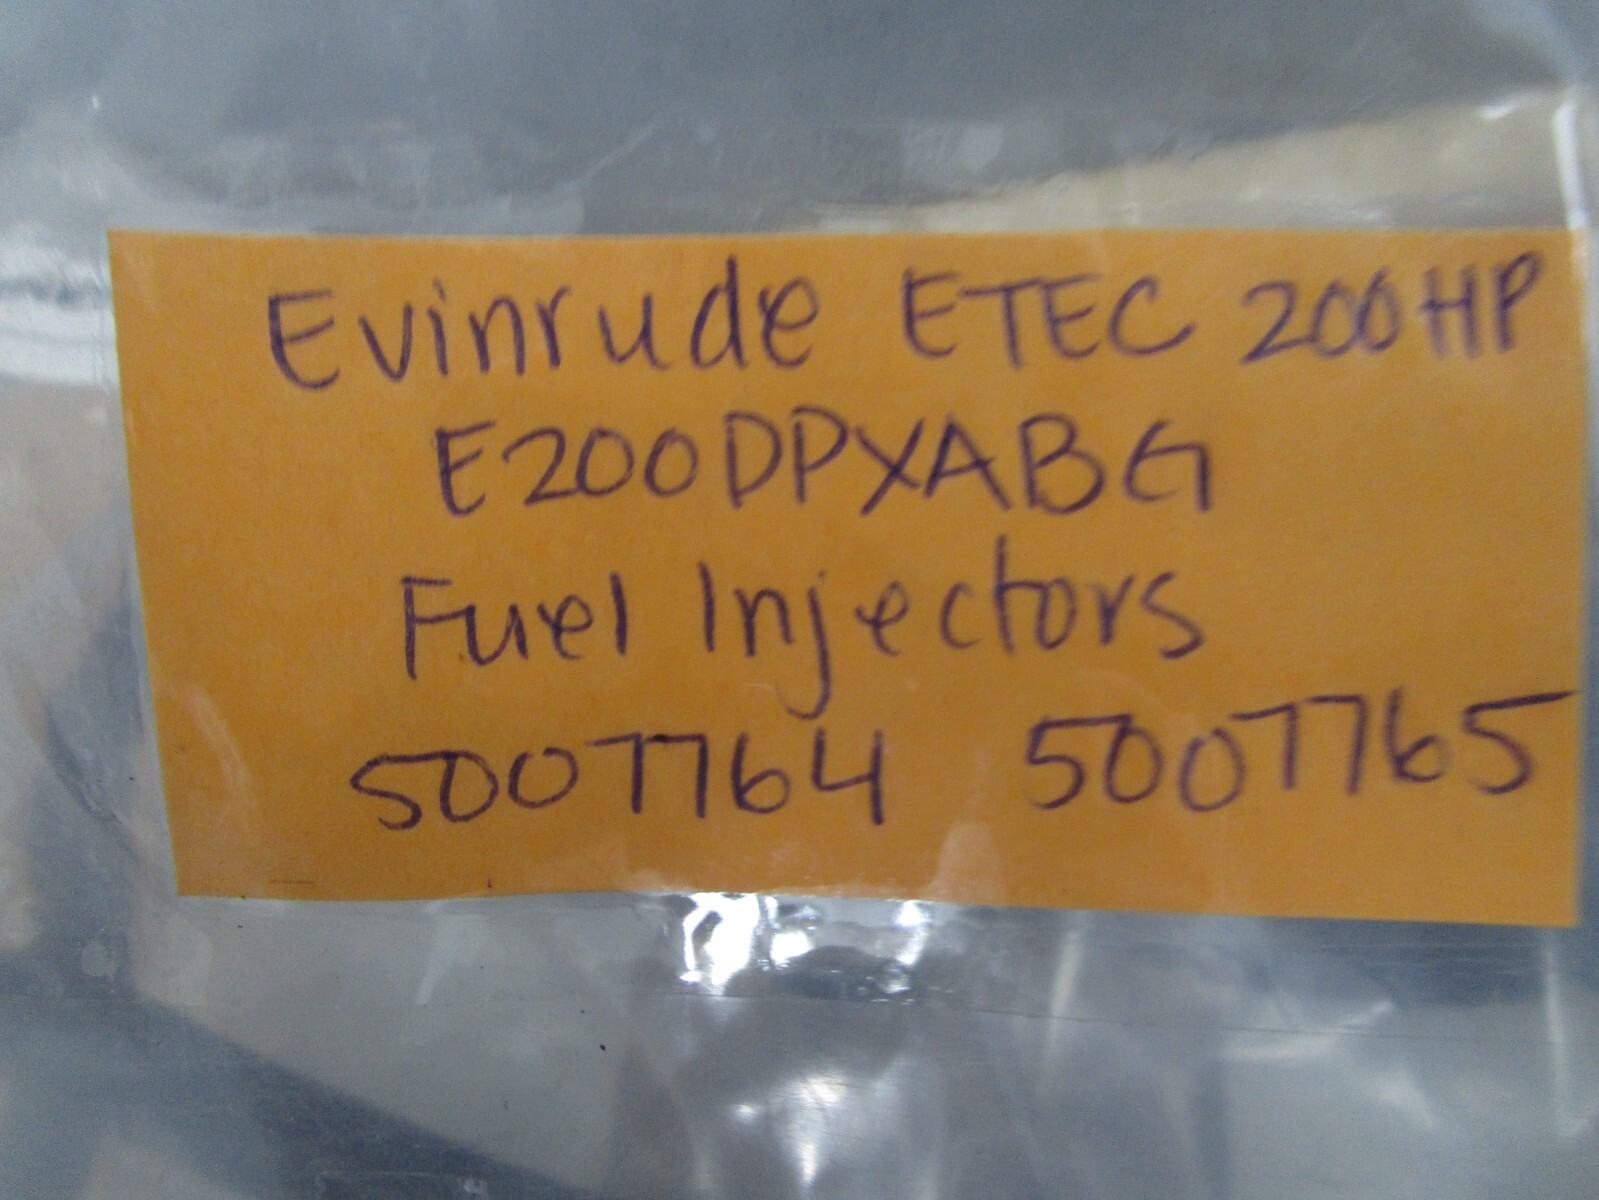 Evinrude ETEC 200HP
E200DPXABG
Fuel Injectors
5007764 5007765